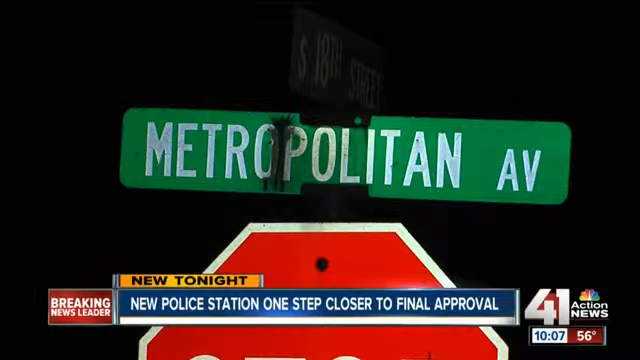 S 18TH STREET
METROPOLITAN AV
NEW TONIGHT
BREAKING
NEWS LEADER
NEW POLICE STATION ONE STEP CLOSER TO FINAL APPROVAL
41 Action
NEWS
10:07 56°